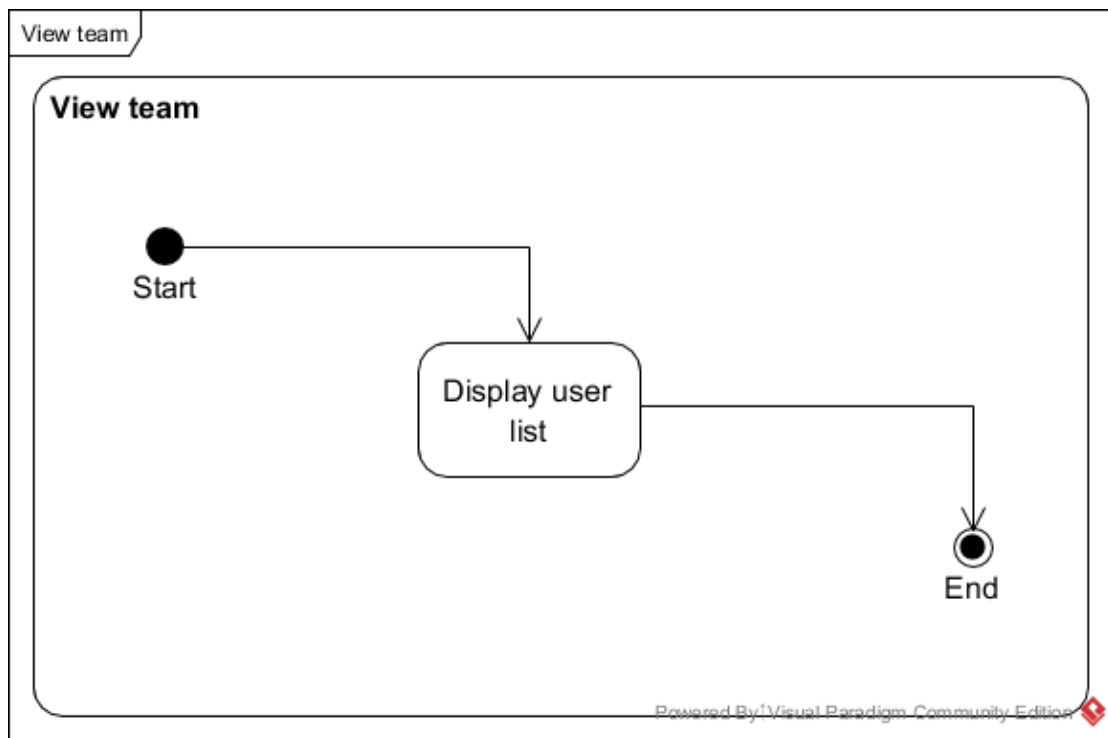 View team
View team
Start
Display user
list
End
Powered By Visual Paradigm Community Edition